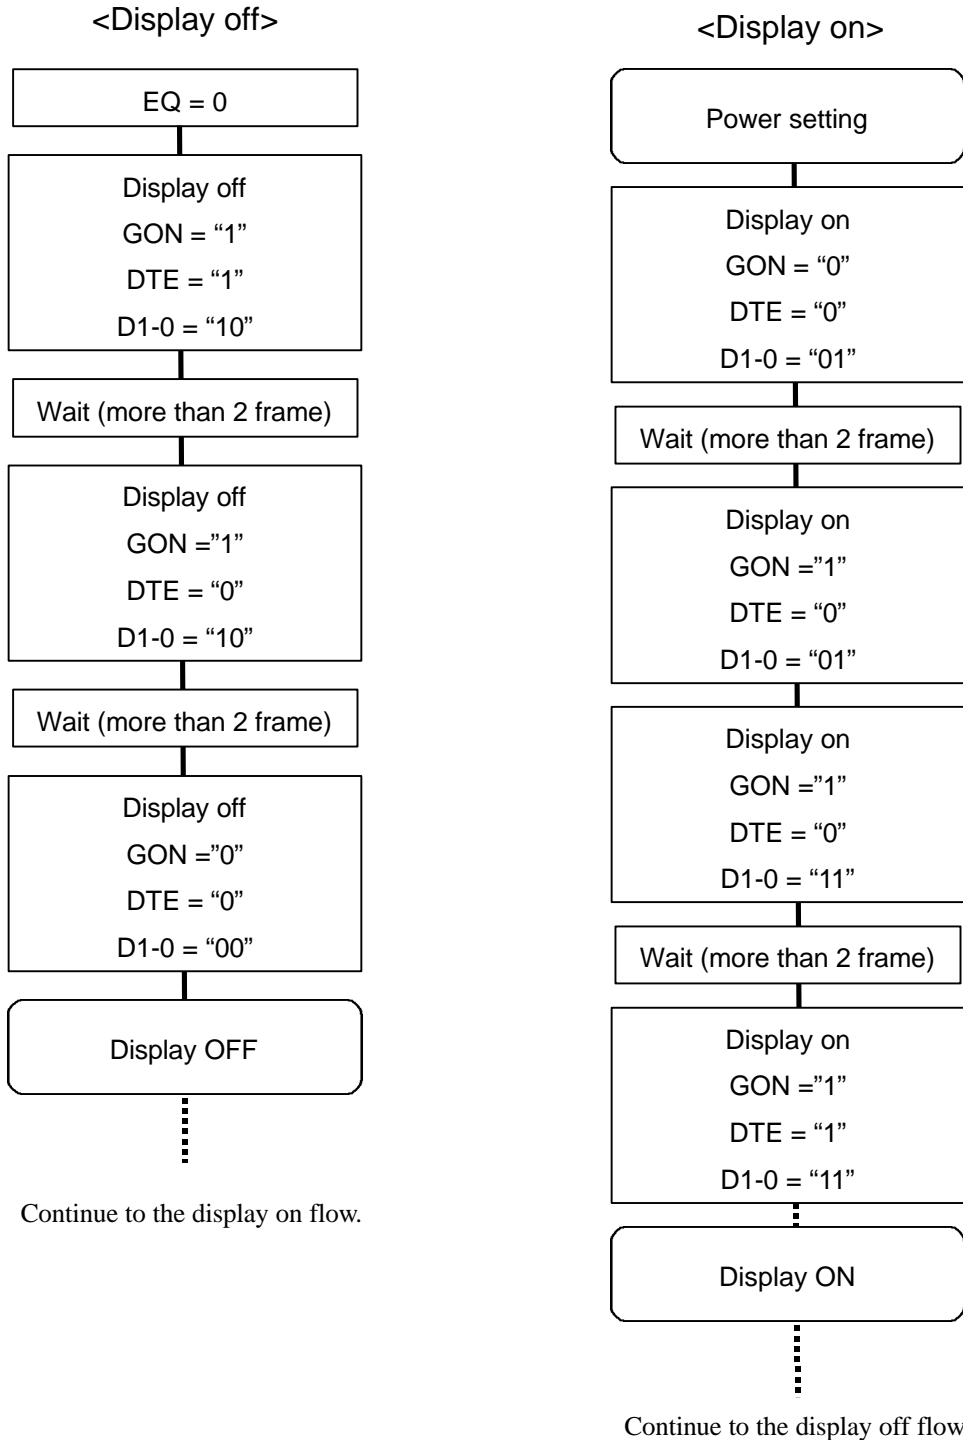 <Display off>
EQ = 0
Display off
GON = “1”
DTE = “1”
D1-0 = “10”
Wait (more than 2 frame)
Display off
GON =”1”
DTE = “0”
D1-0 = “10”
Wait (more than 2 frame)
Display off
GON =”0”
DTE = “0”
D1-0 = “00”
Display OFF
Continue to the display on flow.
<Display on>
Power setting
Display on
GON = “0”
DTE = “0”
D1-0 = “01”
Wait (more than 2 frame)
Display on
GON =”1”
DTE = “0”
D1-0 = “01”
Display on
GON =”1”
DTE = “0”
D1-0 = “11”
Wait (more than 2 frame)
Display on
GON =”1”
DTE = “1”
D1-0 = “11”
Display ON
Continue to the display off flow